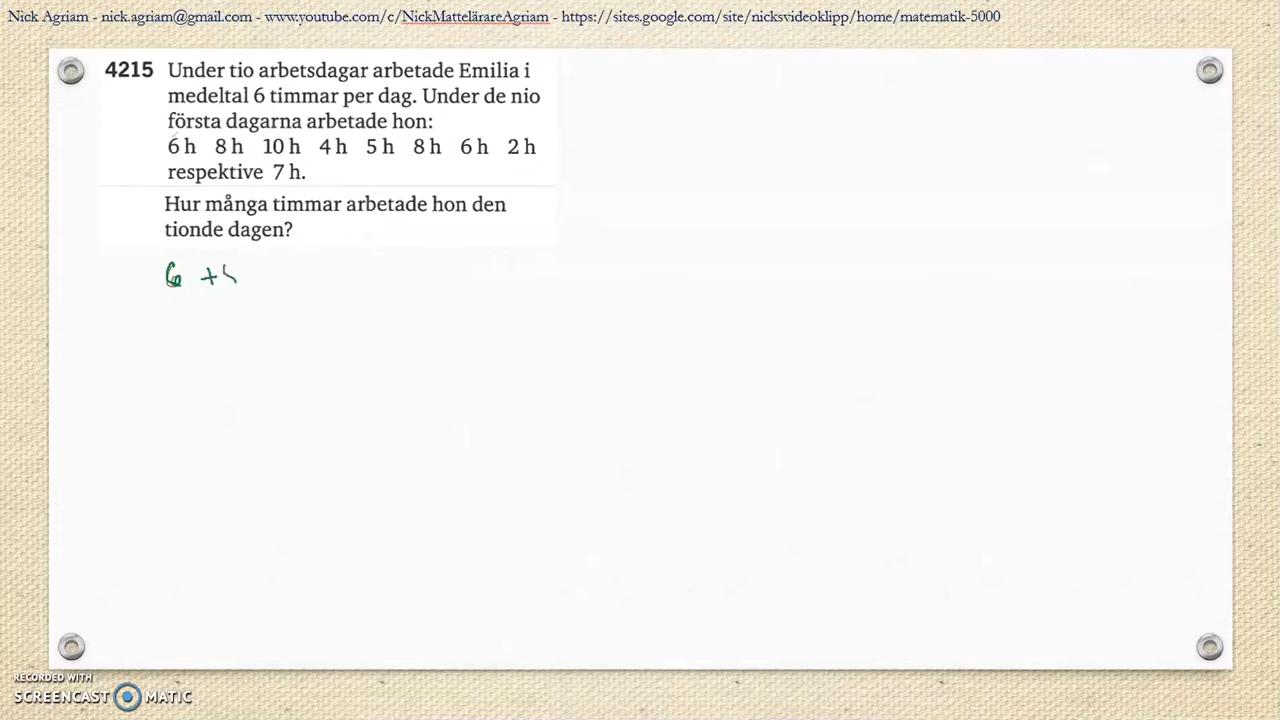 Nick Agriam - nick.agriam@gmail.com - www.youtube.com/c/NickMattelärareAgriam - https://sites.google.com/site/nicksvideoklipp/home/matematik-5000
4215 Under tio arbetsdagar arbetade Emilia i
medeltal 6 timmar per dag. Under de nio
första dagarna arbetade hon:
6 h 8 h 10 h 4 h 5 h 8 h 6 h 2 h
respektive 7 h.
Hur många timmar arbetade hon den
tionde dagen?
6 +
RECORDED WITH
SCREENCAST MATIC